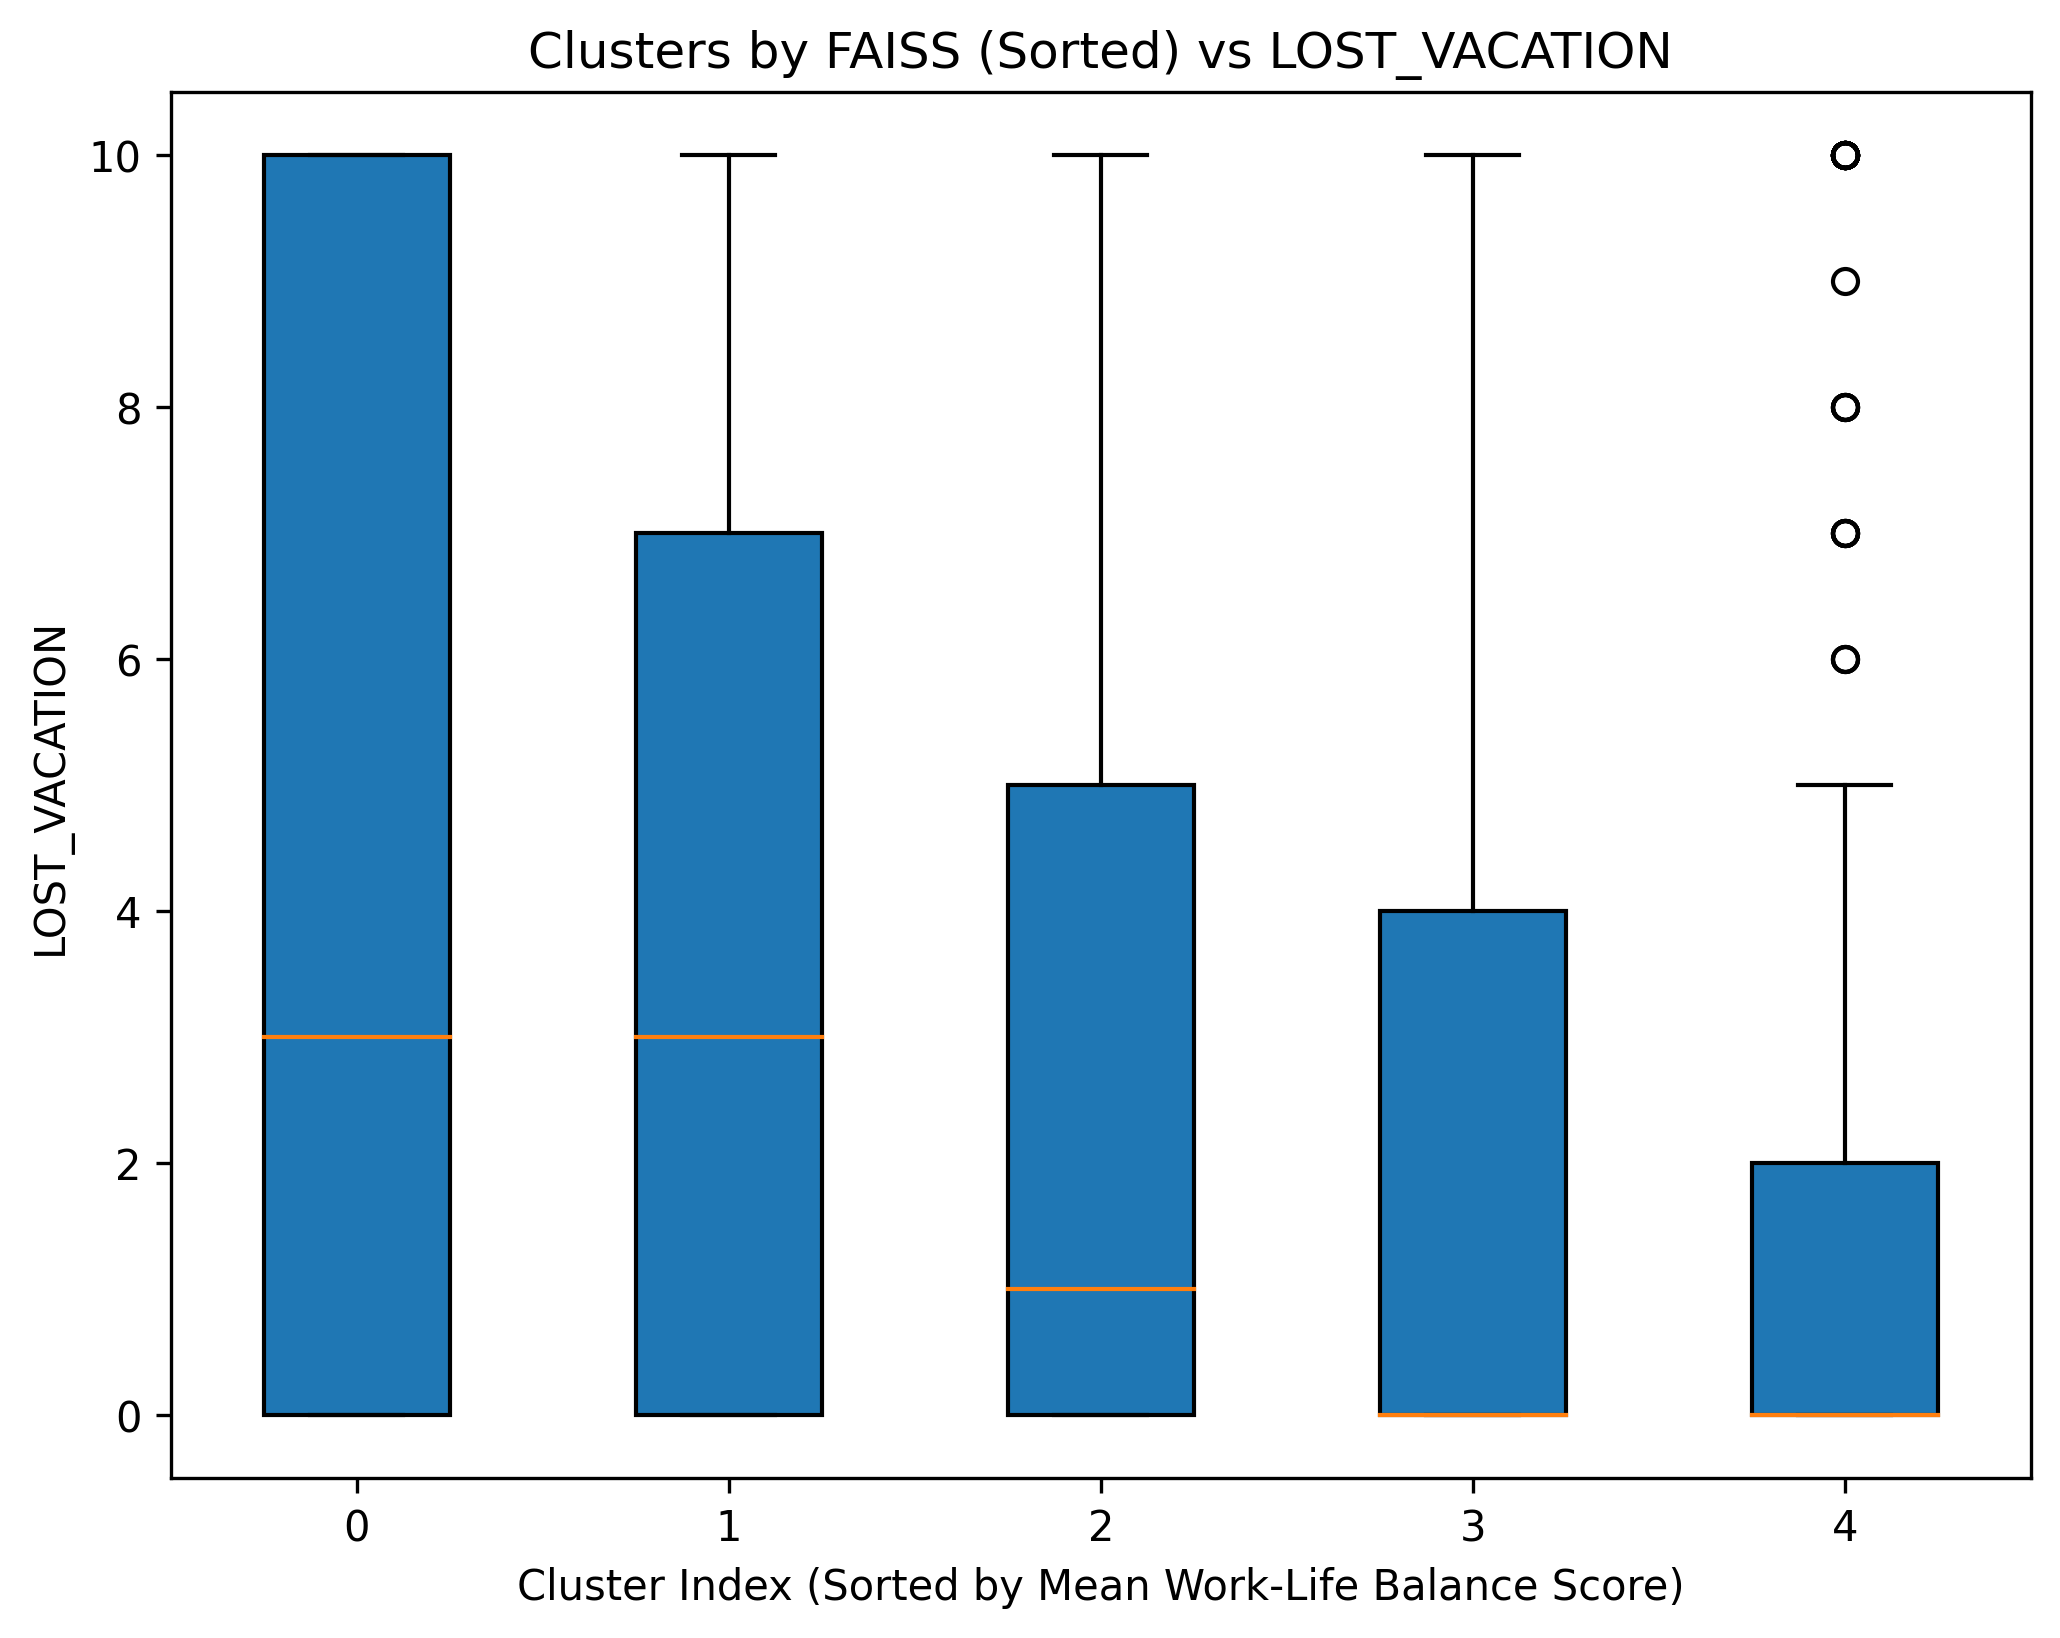 Clusters by FAISS (Sorted) vs LOST_VACATION
LOST_VACATION
10
8
6
4
2
0
0 1 2 3 4
Cluster Index (Sorted by Mean Work-Life Balance Score)